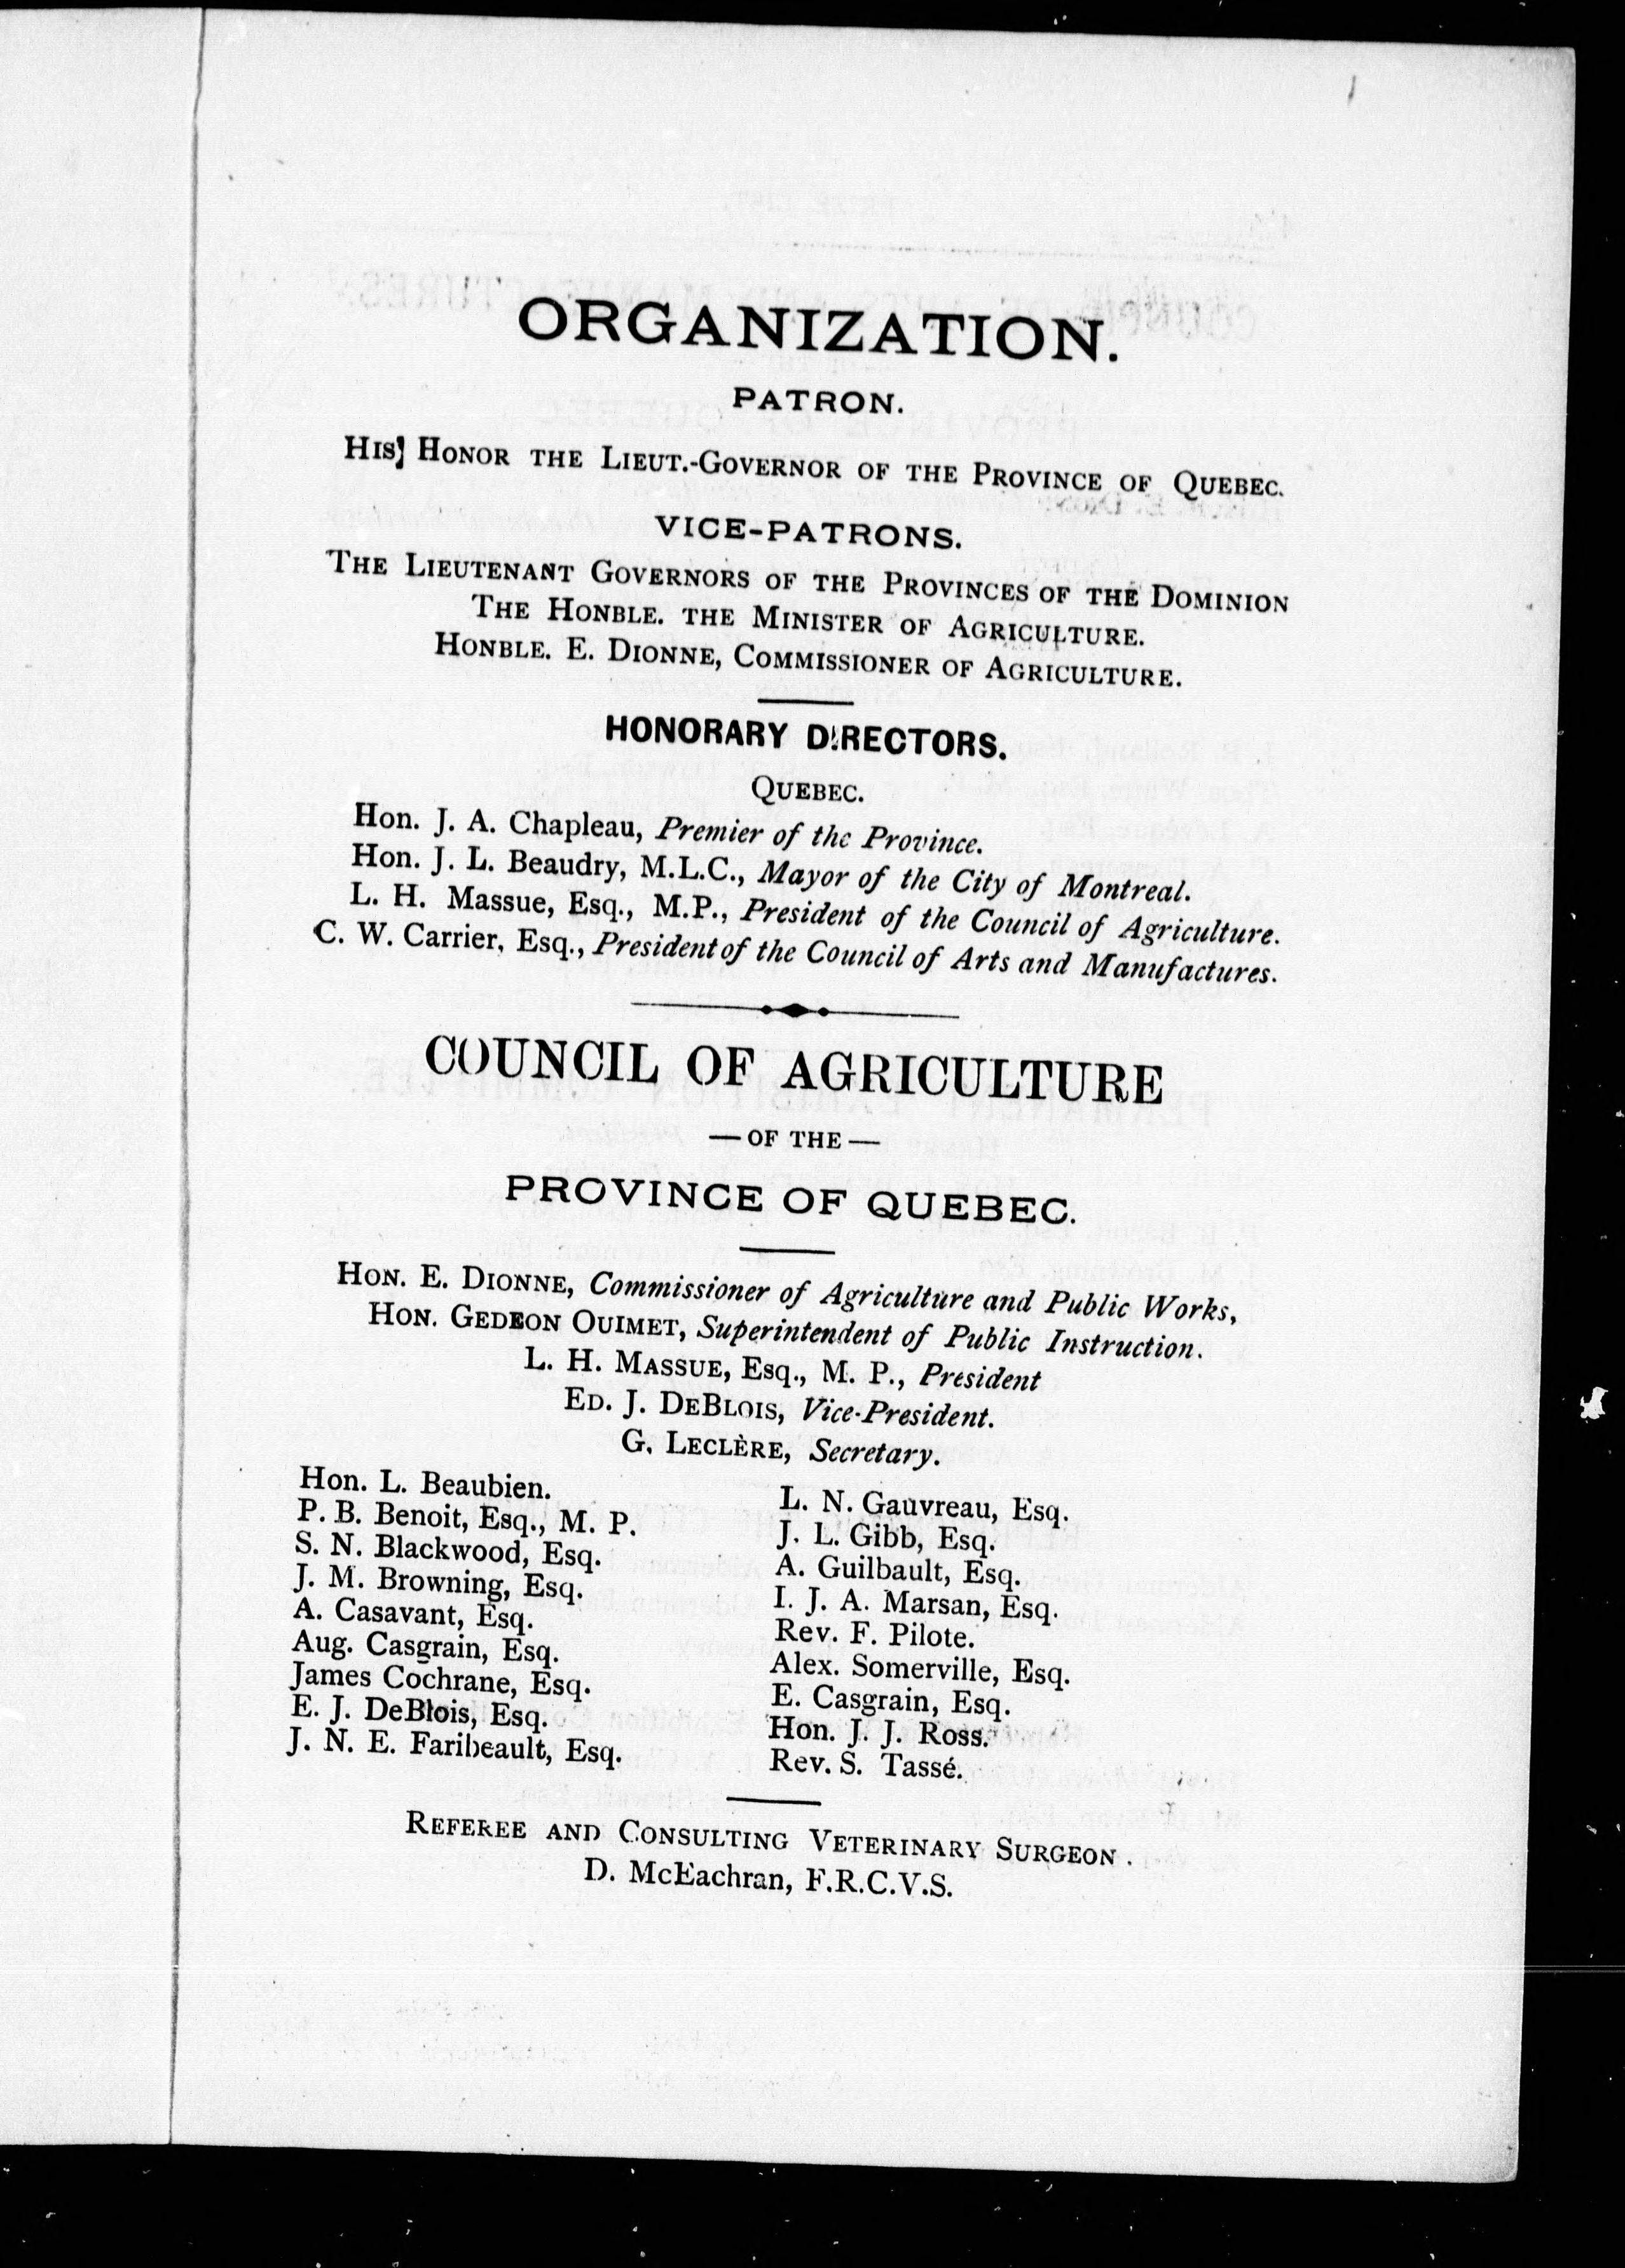 ORGANIZATION.
PATRON.
HIS HONOR THE LIEUT.-GOVERNOR OF THE PROVINCE OF QUEBEC.
VICE-PATRONS.
THE LIEUTENANT GOVERNORS OF THE PROVINCES OF THE DOMINION
THE HONBLE. THE MINISTER OF AGRICULTURE.
HONBLE. E. DIONNE, COMMISSIONER OF AGRICULTURE.
HONORARY DIRECTORS.
QUEBEC.
Hon. J. A. Chapleau, Premier of the Province.
Hon. J. L. Beaudry, M.L.C., Mayor of the City of Montreal.
L. H. Massue, Esq., M.P., President of the Council of Agriculture.
C. W. Carrier, Esq., President of the Council of Arts and Manufactures.
COUNCIL OF AGRICULTURE
— OF THE —
PROVINCE OF QUEBEC.
HON. E. DIONNE, Commissioner of Agriculture and Public Works,
HON. GEDEON OUIMET, Superintendent of Public Instruction.
L. H. MASSUE, Esq., M. P., President
ED. J. DEBLOIS, Vice-President.
G. LECLÈRE, Secretary.
Hon. L. Beaubien.
P. B. Benoit, Esq., M. P.
S. N. Blackwood, Esq.
J. M. Browning, Esq.
A. Casavant, Esq.
Aug. Casgrain, Esq.
James Cochrane, Esq.
E. J. DeBlois, Esq.
J. N. E. Faribeault, Esq.
L. N. Gauvreau, Esq.
J. L. Gibb, Esq.
A. Guilbault, Esq.
I. J. A. Marsan, Esq.
Rev. F. Pilote.
Alex. Somerville, Esq.
E. Casgrain, Esq.
Hon. J. J. Ross.
Rev. S. Tassé.
REFEREE AND CONSULTING VETERINARY SURGEON.
D. McEachran, F.R.C.V.S.